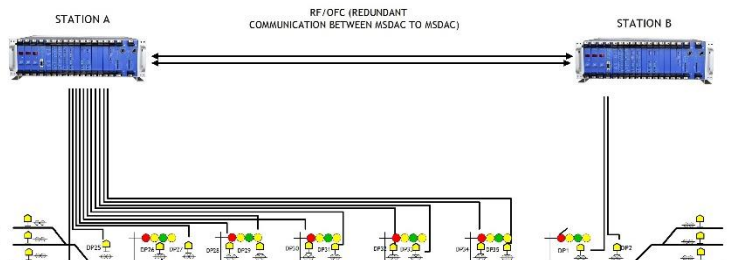 RF/OFC (REDUNDANT
COMMUNICATION BETWEEN MSDAC TO MSDAC)
STATION A
STATION B
DP25
DP26
DP27
DP28
DP29
DP30
DP31
DP32
DP33
DP34
DP35
DP1
DP2